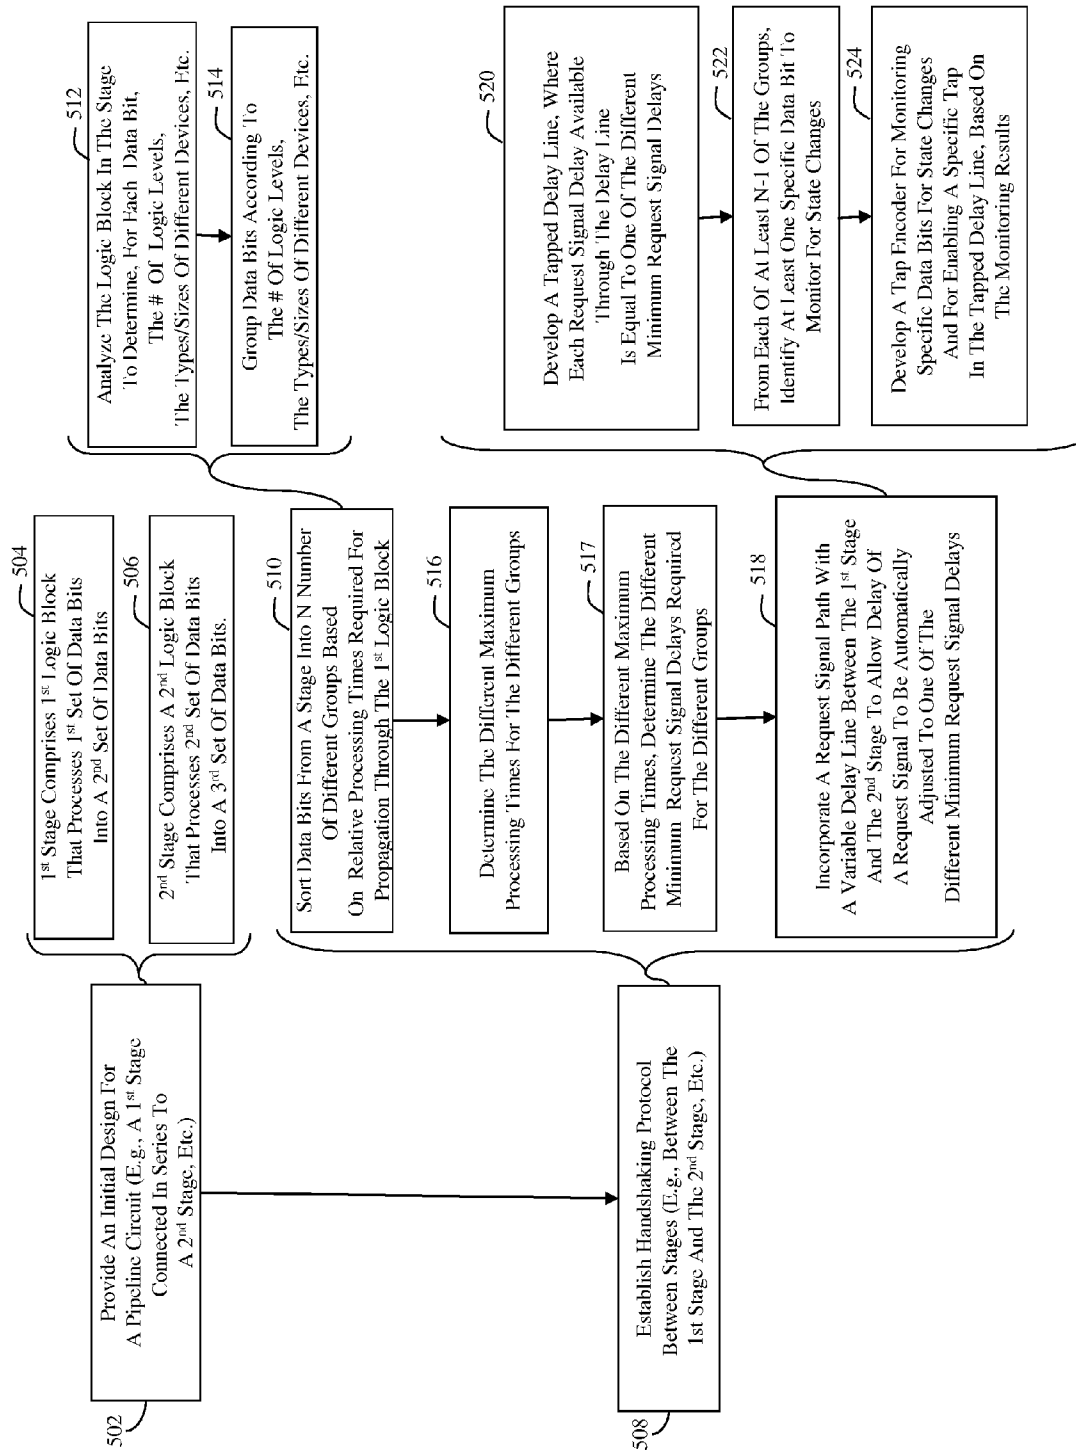 502
Provide An Initial Design For
A Pipeline Circuit (E.g., A 1st Stage
Connected In Series To
A 2nd Stage, Etc.)
504
1st Stage Comprises 1st Logic Block
That Processes 1st Set Of Data Bits
Into A 2nd Set Of Data Bits
506
2nd Stage Comprises A 2nd Logic Block
That Processes 2nd Set Of Data Bits
Into A 3rd Set Of Data Bits.
508
Establish Handshaking Protocol
Between Stages (E.g., Between The
1st Stage And The 2nd Stage, Etc.)
510
Sort Data Bits From A Stage Into N Number
Of Different Groups Based
On Relative Processing Times Required For
Propagation Through The 1st Logic Block
512
Analyze The Logic Block In The Stage
To Determine, For Each Data Bit,
The # Of Logic Levels,
The Types/Sizes Of Different Devices, Etc.
514
Group Data Bits According To
The # Of Logic Levels,
The Types/Sizes Of Different Devices, Etc.
516
Determine The Different Maximum
Processing Times For The Different Groups
517
Based On The Different Maximum
Processing Times, Determine The Different
Minimum Request Signal Delays Required
For The Different Groups
518
Incorporate A Request Signal Path With
A Variable Delay Line Between The 1st Stage
And The 2nd Stage To Allow Delay Of
A Request Signal To Be Automatically
Adjusted To One Of The
Different Minimum Request Signal Delays
520
Develop A Tapped Delay Line, Where
Each Request Signal Delay Available
Through The Delay Line
Is Equal To One Of The Different
Minimum Request Signal Delays
522
From Each Of At Least N-1 Of The Groups,
Identify At Least One Specific Data Bit To
Monitor For State Changes
524
Develop A Tap Encoder For Monitoring
Specific Data Bits For State Changes
And For Enabling A Specific Tap
In The Tapped Delay Line, Based On
The Monitoring Results